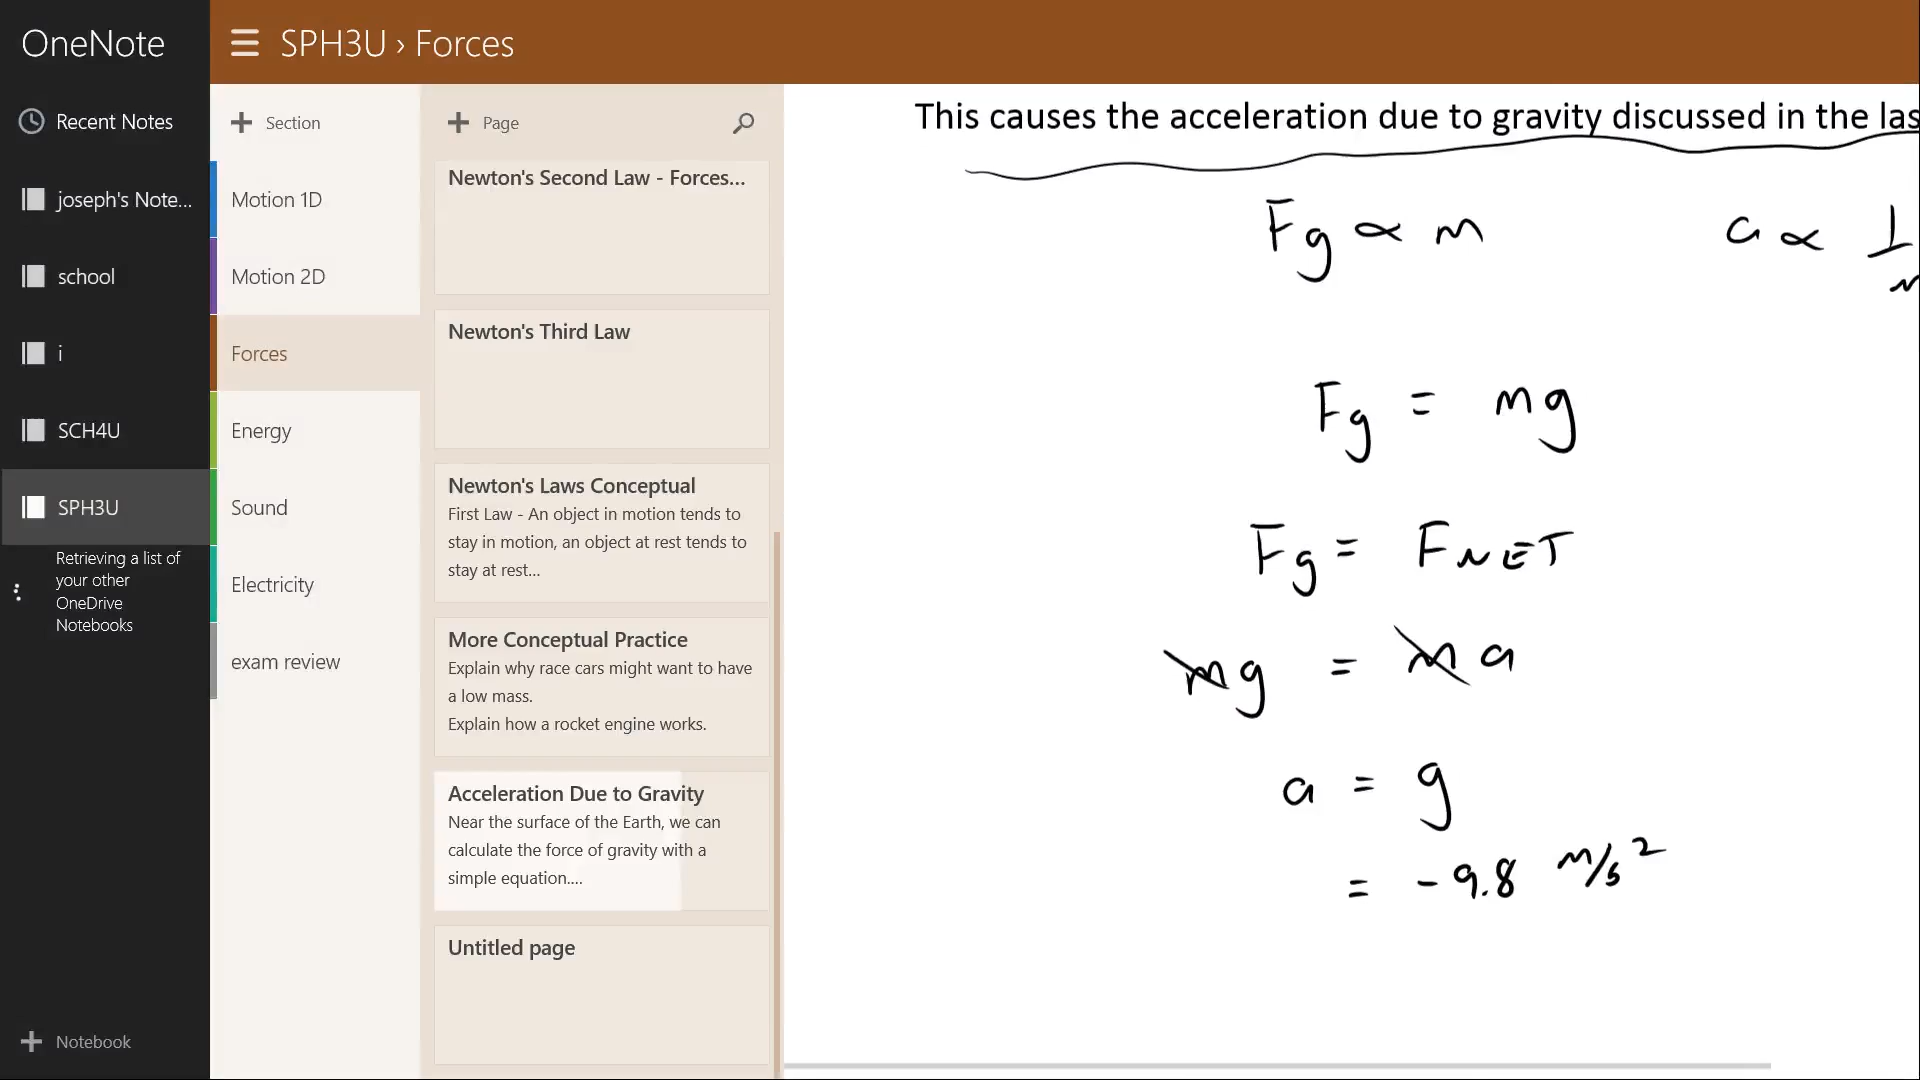 OneNote
Recent Notes
joseph's Note...
school
i
SCH4U
SPH3U
Retrieving a list of
your other
OneDrive
Notebooks
Notebook
SPH3U › Forces
Section
Motion 1D
Motion 2D
Forces
Energy
Sound
Electricity
exam review
Page
Newton's Second Law - Forces...
Newton's Third Law
Newton's Laws Conceptual
First Law - An object in motion tends to
stay in motion, an object at rest tends to
stay at rest...
More Conceptual Practice
Explain why race cars might want to have
a low mass.
Explain how a rocket engine works.
Acceleration Due to Gravity
Near the surface of the Earth, we can
calculate the force of gravity with a
simple equation....
Untitled page
This causes the acceleration due to gravity discussed in the las
Fg ∝ m
a ∝ 1/m
Fg = mg
Fg = FNET
mg = ma
a = g
= -9.8 m/s²